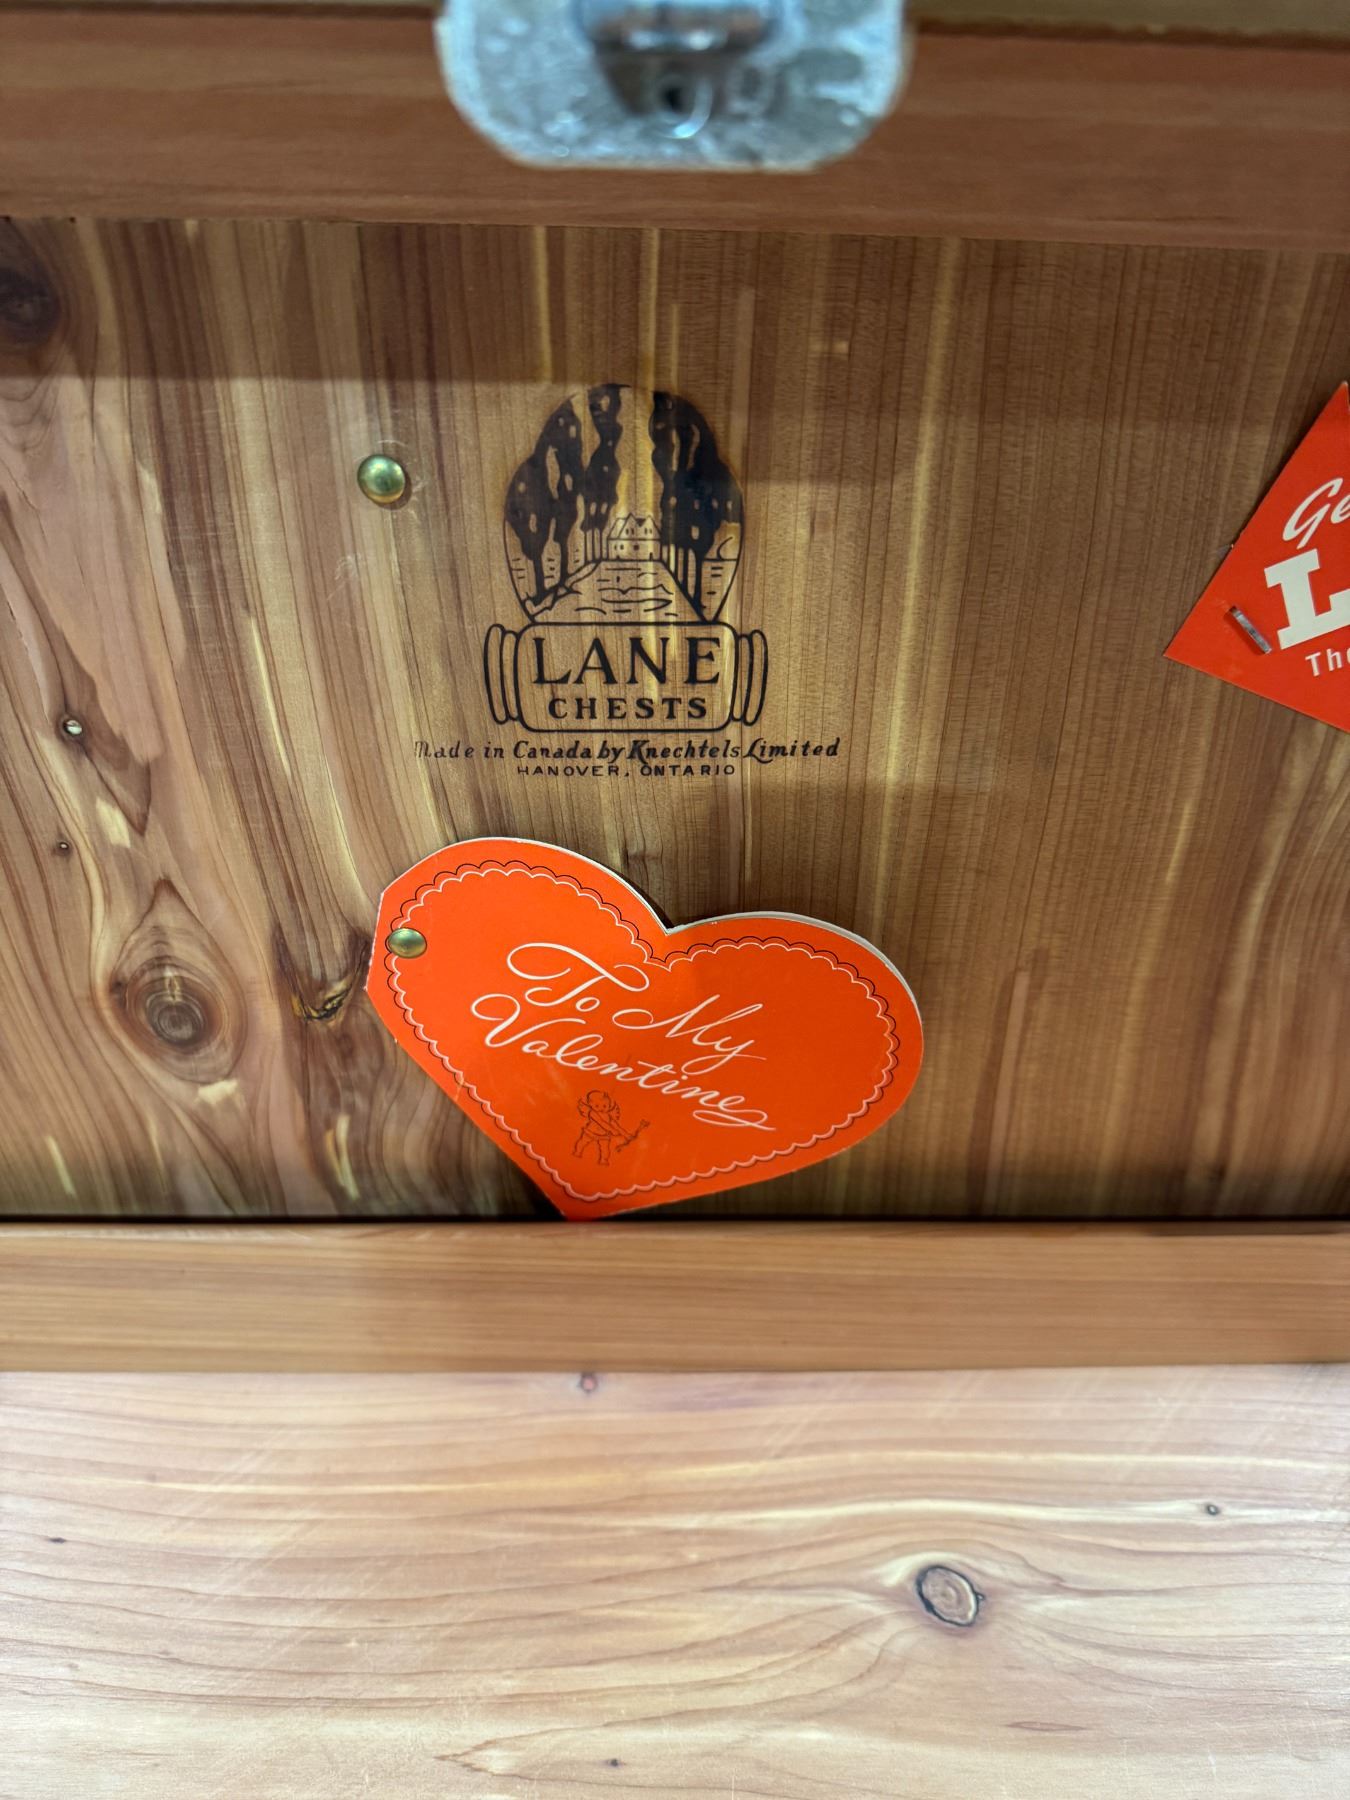 LANE
CHESTS
Made in Canada by Knechtels Limited
HANOVER, ONTARIO
To My
Valentine